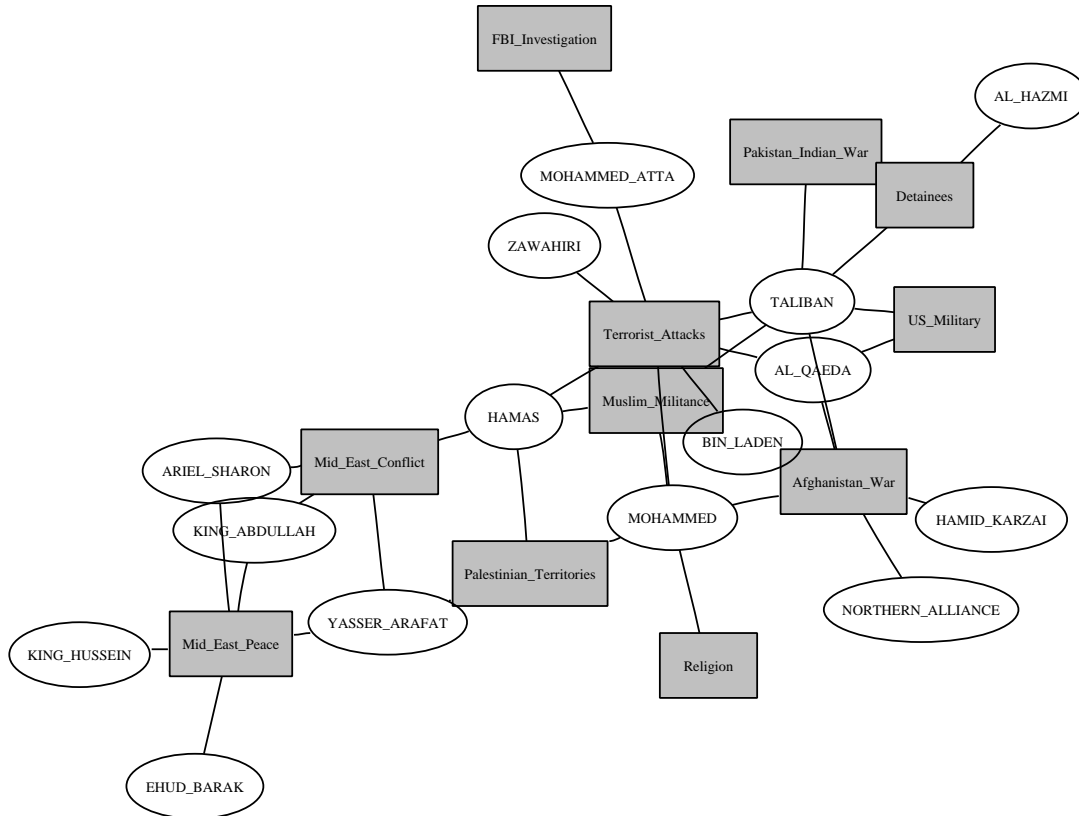 FBI_Investigation
AL_HAZMI
Pakistan_Indian_War
MOHAMMED_ATTA
Detainees
ZAWAHIRI
TALIBAN
US_Military
Terrorist_Attacks
AL_QAEDA
Muslim_Militance
HAMAS
BIN_LADEN
Mid_East_Conflict
ARIEL_SHARON
Afghanistan_War
MOHAMMED
HAMID_KARZAI
KING_ABDULLAH
Palestinian_Territories
NORTHERN_ALLIANCE
YASSER_ARAFAT
Mid_East_Peace
KING_HUSSEIN
Religion
EHUD_BARAK